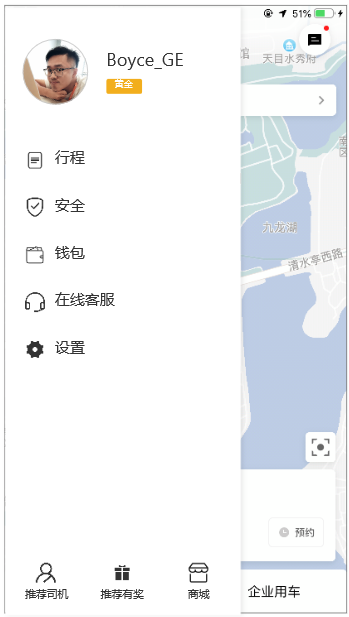 51%
Boyce_GE
黄金
行程
安全
钱包
在线客服
设置
推荐司机
推荐有奖
商城
馆
天目水秀府
九龙湖
清水亭西路
区
预约
企业用车